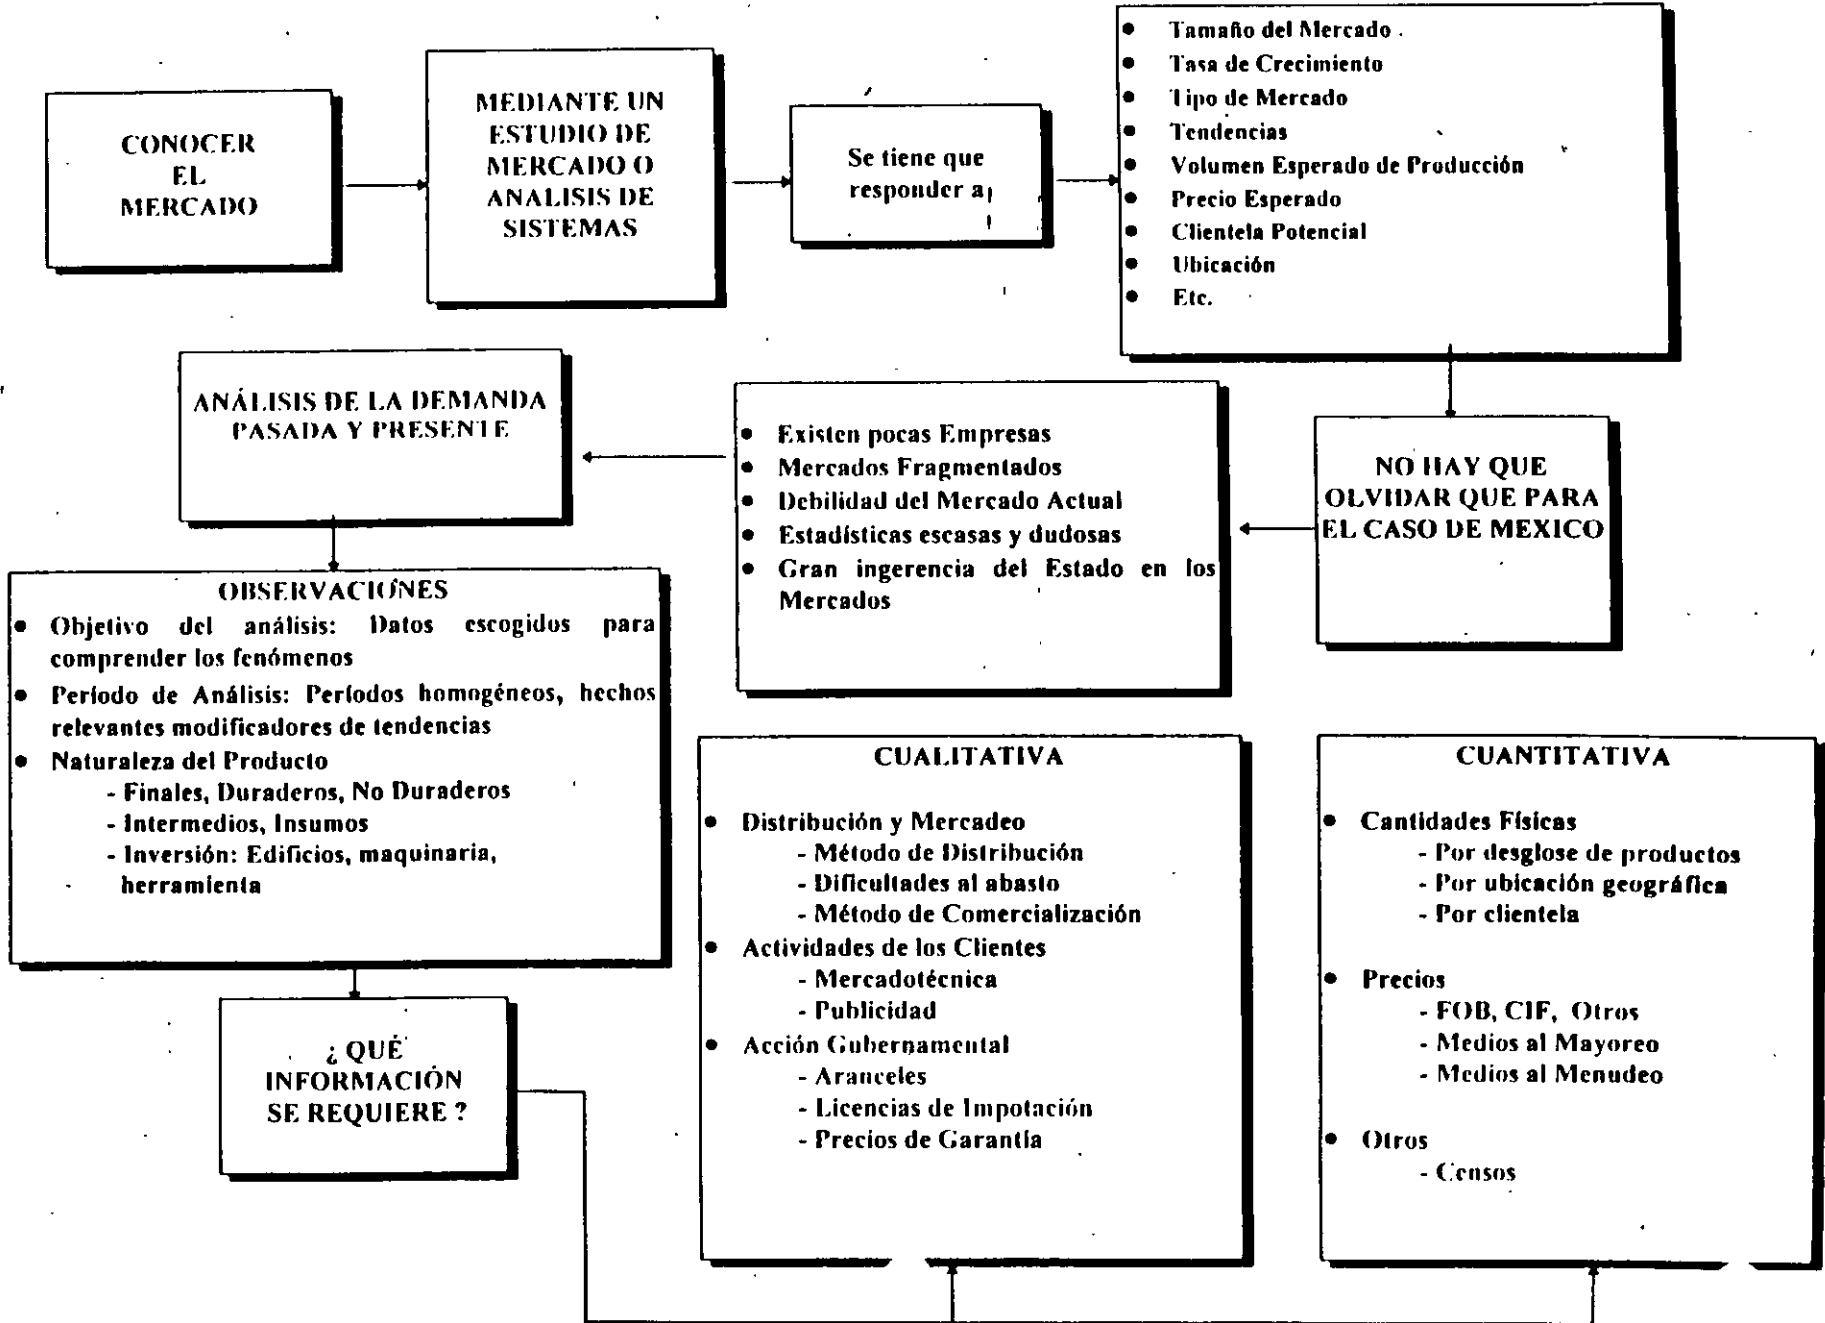 CONOCER
EL
MERCADO
MEDIANTE UN
ESTUDIO DE
MERCADO O
ANALISIS DE
SISTEMAS
Se tiene que
responder a
• Tamaño del Mercado
• Tasa de Crecimiento
• Tipo de Mercado
• Tendencias
• Volumen Esperado de Producción
• Precio Esperado
• Clientela Potencial
• Ubicación
• Etc.
NO HAY QUE
OLVIDAR QUE PARA
EL CASO DE MEXICO
• Existen pocas Empresas
• Mercados Fragmentados
• Debilidad del Mercado Actual
• Estadísticas escasas y dudosas
• Gran ingerencia del Estado en los
Mercados
ANÁLISIS DE LA DEMANDA
PASADA Y PRESENTE
OBSERVACIONES
• Objetivo del análisis: Datos escogidos para
comprender los fenómenos
• Período de Análisis: Períodos homogéneos, hechos
relevantes modificadores de tendencias
• Naturaleza del Producto
- Finales, Duraderos, No Duraderos
- Intermedios, Insumos
- Inversión: Edificios, maquinaria,
herramienta
¿ QUÉ
INFORMACIÓN
SE REQUIERE ?
CUALITATIVA
• Distribución y Mercadeo
- Método de Distribución
- Dificultades al abasto
- Método de Comercialización
• Actividades de los Clientes
- Mercadotécnica
- Publicidad
• Acción Gubernamental
- Aranceles
- Licencias de Impotación
- Precios de Garantía
CUANTITATIVA
• Cantidades Físicas
- Por desglose de productos
- Por ubicación geográfica
- Por clientela
• Precios
- FOB, CIF, Otros
- Medios al Mayoreo
- Medios al Menudeo
• Otros
- Censos